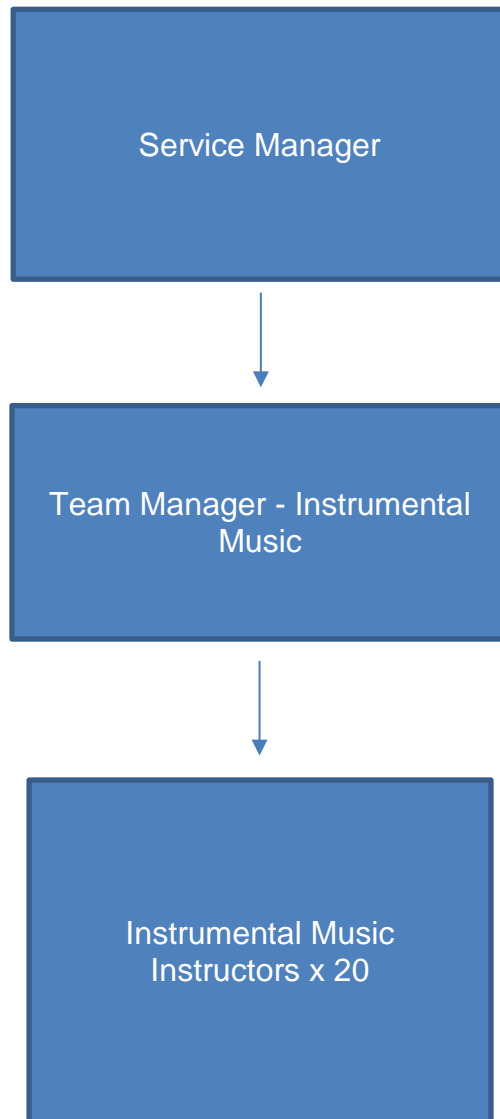 Service Manager
Team Manager - Instrumental
Music
Instrumental Music
Instructors x 20